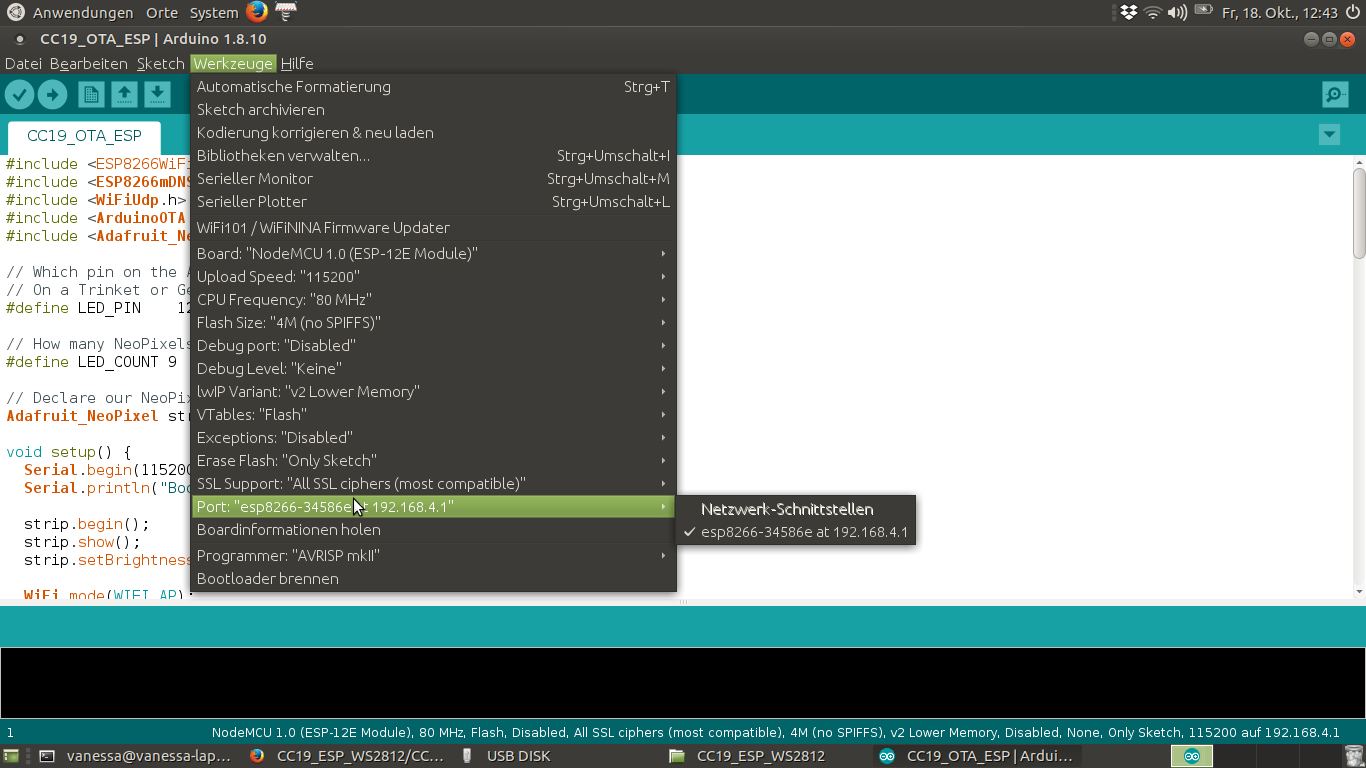 Anwendungen Orte System Fr, 18. Okt., 12:43
CC19_OTA_ESP | Arduino 1.8.10
Datei Bearbeiten Sketch Werkzeuge Hilfe
Automatische Formatierung Strg+T
Sketch archivieren
CC19_OTA_ESP
Kodierung korrigieren & neu laden
Bibliotheken verwalten... Strg+Umschalt+I
#include <ESP8266WiFi
Serieller Monitor Strg+Umschalt+M
#include <ESP8266mDNS
Serieller Plotter Strg+Umschalt+L
#include <WiFiUdp.h>
#include <ArduinoOTA
WiFi101 / WiFiNINA Firmware Updater
#include <Adafruit_Ne
Board: "NodeMCU 1.0 (ESP-12E Module)"
// Which pin on the A
Upload Speed: "115200"
// On a Trinket or Ge
CPU Frequency: "80 MHz"
#define LED_PIN 12
Flash Size: "4M (no SPIFFS)"
// How many NeoPixels
Debug port: "Disabled"
#define LED_COUNT 9
Debug Level: "Keine"
lwIP Variant: "v2 Lower Memory"
// Declare our NeoPix
VTables: "Flash"
Adafruit_NeoPixel str
Exceptions: "Disabled"
void setup() {
Erase Flash: "Only Sketch"
Serial.begin(115200
SSL Support: "All SSL ciphers (most compatible)"
Serial.println("Boo
Port: "esp8266-34586e at 192.168.4.1"
Netzwerk-Schnittstellen
strip.begin();
Boardinformationen holen
esp8266-34586e at 192.168.4.1
strip.show();
Programmer: "AVRISP mkII"
strip.setBrightness
Bootloader brennen
WiFi.mode(WIFI_AP);
1 NodeMCU 1.0 (ESP-12E Module), 80 MHz, Flash, Disabled, All SSL ciphers (most compatible), 4M (no SPIFFS), v2 Lower Memory, Disabled, None, Only Sketch, 115200 auf 192.168.4.1
vanessa@vanessa-lap... CC19_ESP_WS2812/CC... USB DISK CC19_ESP_WS2812 CC19_OTA_ESP | Ardui...